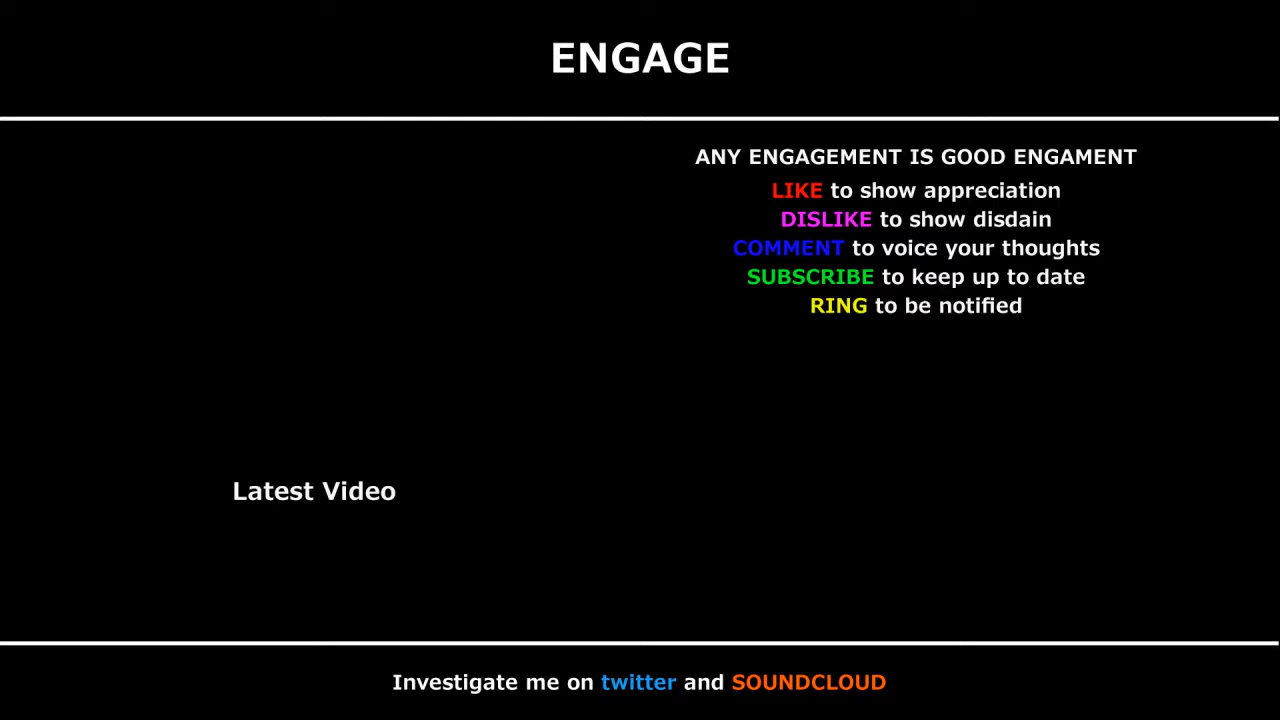 ENGAGE
ANY ENGAGEMENT IS GOOD ENGAMENT
LIKE to show appreciation
DISLIKE to show disdain
COMMENT to voice your thoughts
SUBSCRIBE to keep up to date
RING to be notified
Latest Video
Investigate me on twitter and SOUNDCLOUD